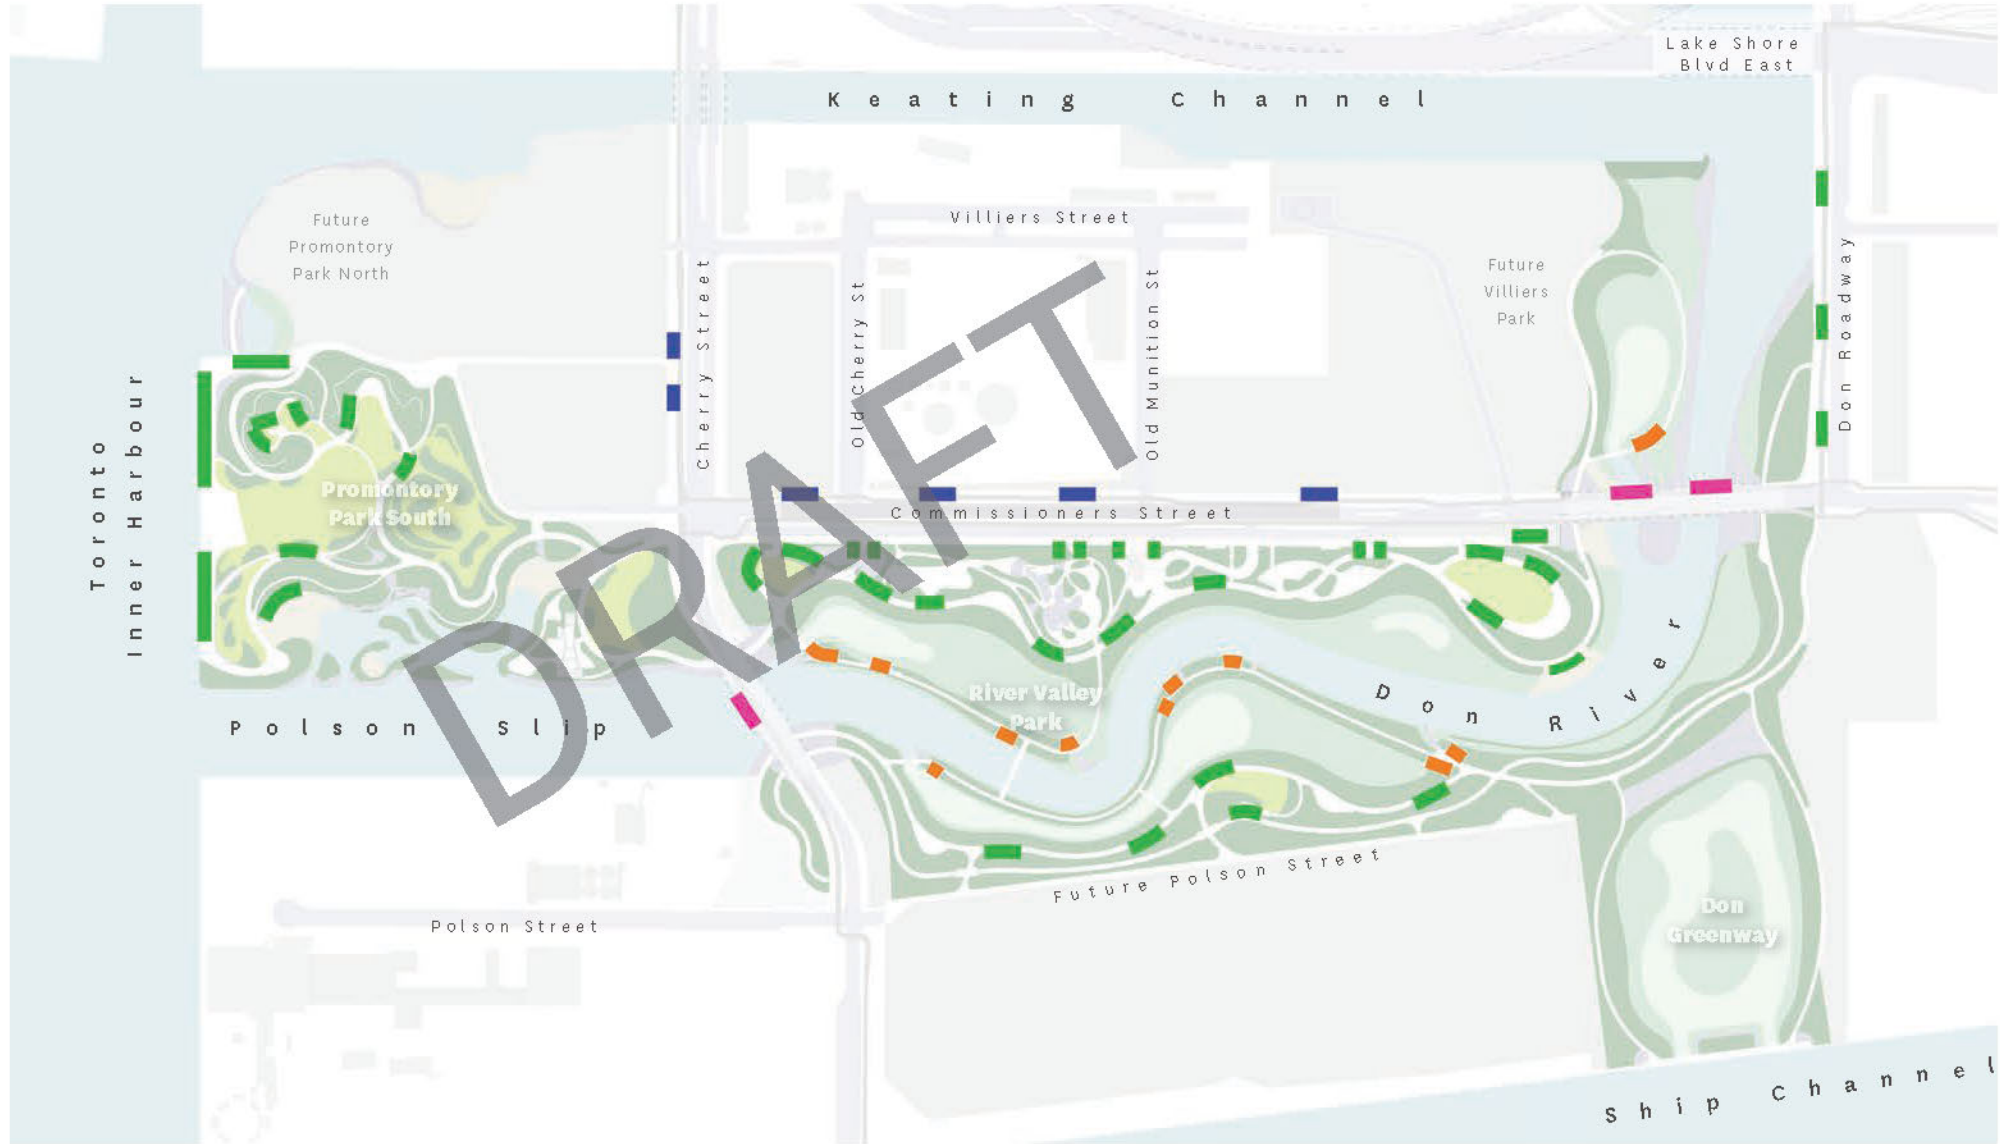 Lake Shore
Blvd East
Keating Channel
Villiers Street
Future
Promontory
Park North
Future
Villiers
Park
Cherry Street
Old Cherry St
Old Munition St
Don Roadway
Toronto
Inner Harbour
Promontory
Park South
Commissioners Street
DRAFT
River Valley
Park
Don River
Polson Slip
Future Polson Street
Polson Street
Don
Greenway
Ship Channel